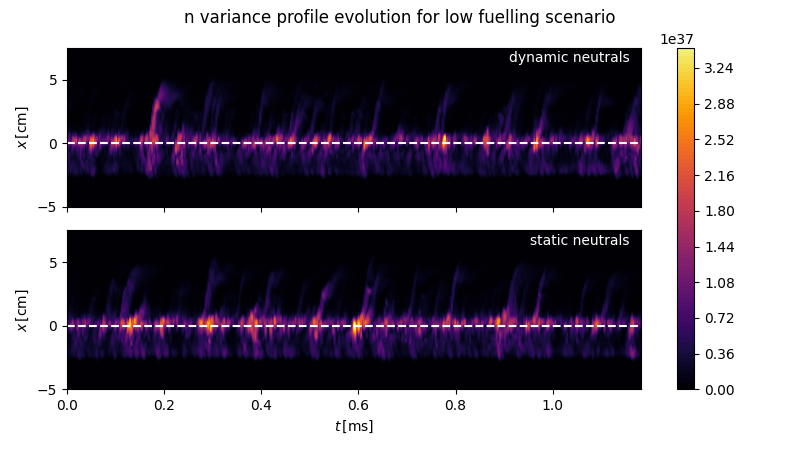 n variance profile evolution for low fuelling scenario
1e37
dynamic neutrals
5
0
−5
x [cm]
static neutrals
5
0
−5
x [cm]
0.0 0.2 0.4 0.6 0.8 1.0
t [ms]
3.24
2.88
2.52
2.16
1.80
1.44
1.08
0.72
0.36
0.00